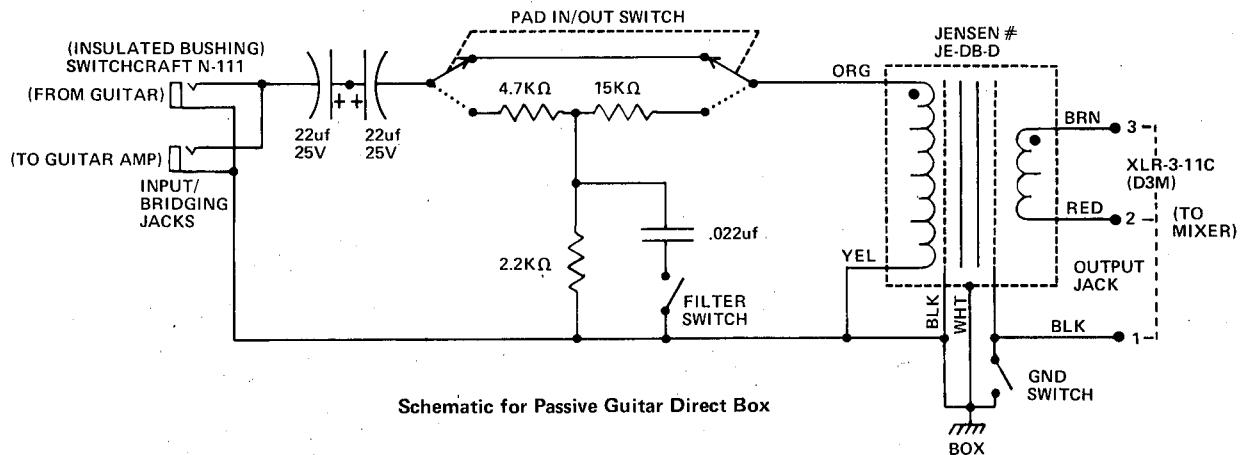 PAD IN/OUT SWITCH
(INSULATED BUSHING)
SWITCHCRAFT N-111
(FROM GUITAR)
(TO GUITAR AMP)
INPUT/
BRIDGING
JACKS
++
22uf
25V
22uf
25V
4.7KΩ
15KΩ
2.2KΩ
.022uf
FILTER
SWITCH
JENSEN #
JE-DB-D
ORG
YEL
BLK
WHT
BRN
RED
BLK
3
2
1
XLR-3-11C
(D3M)
(TO
MIXER)
OUTPUT
JACK
GND
SWITCH
BOX
Schematic for Passive Guitar Direct Box